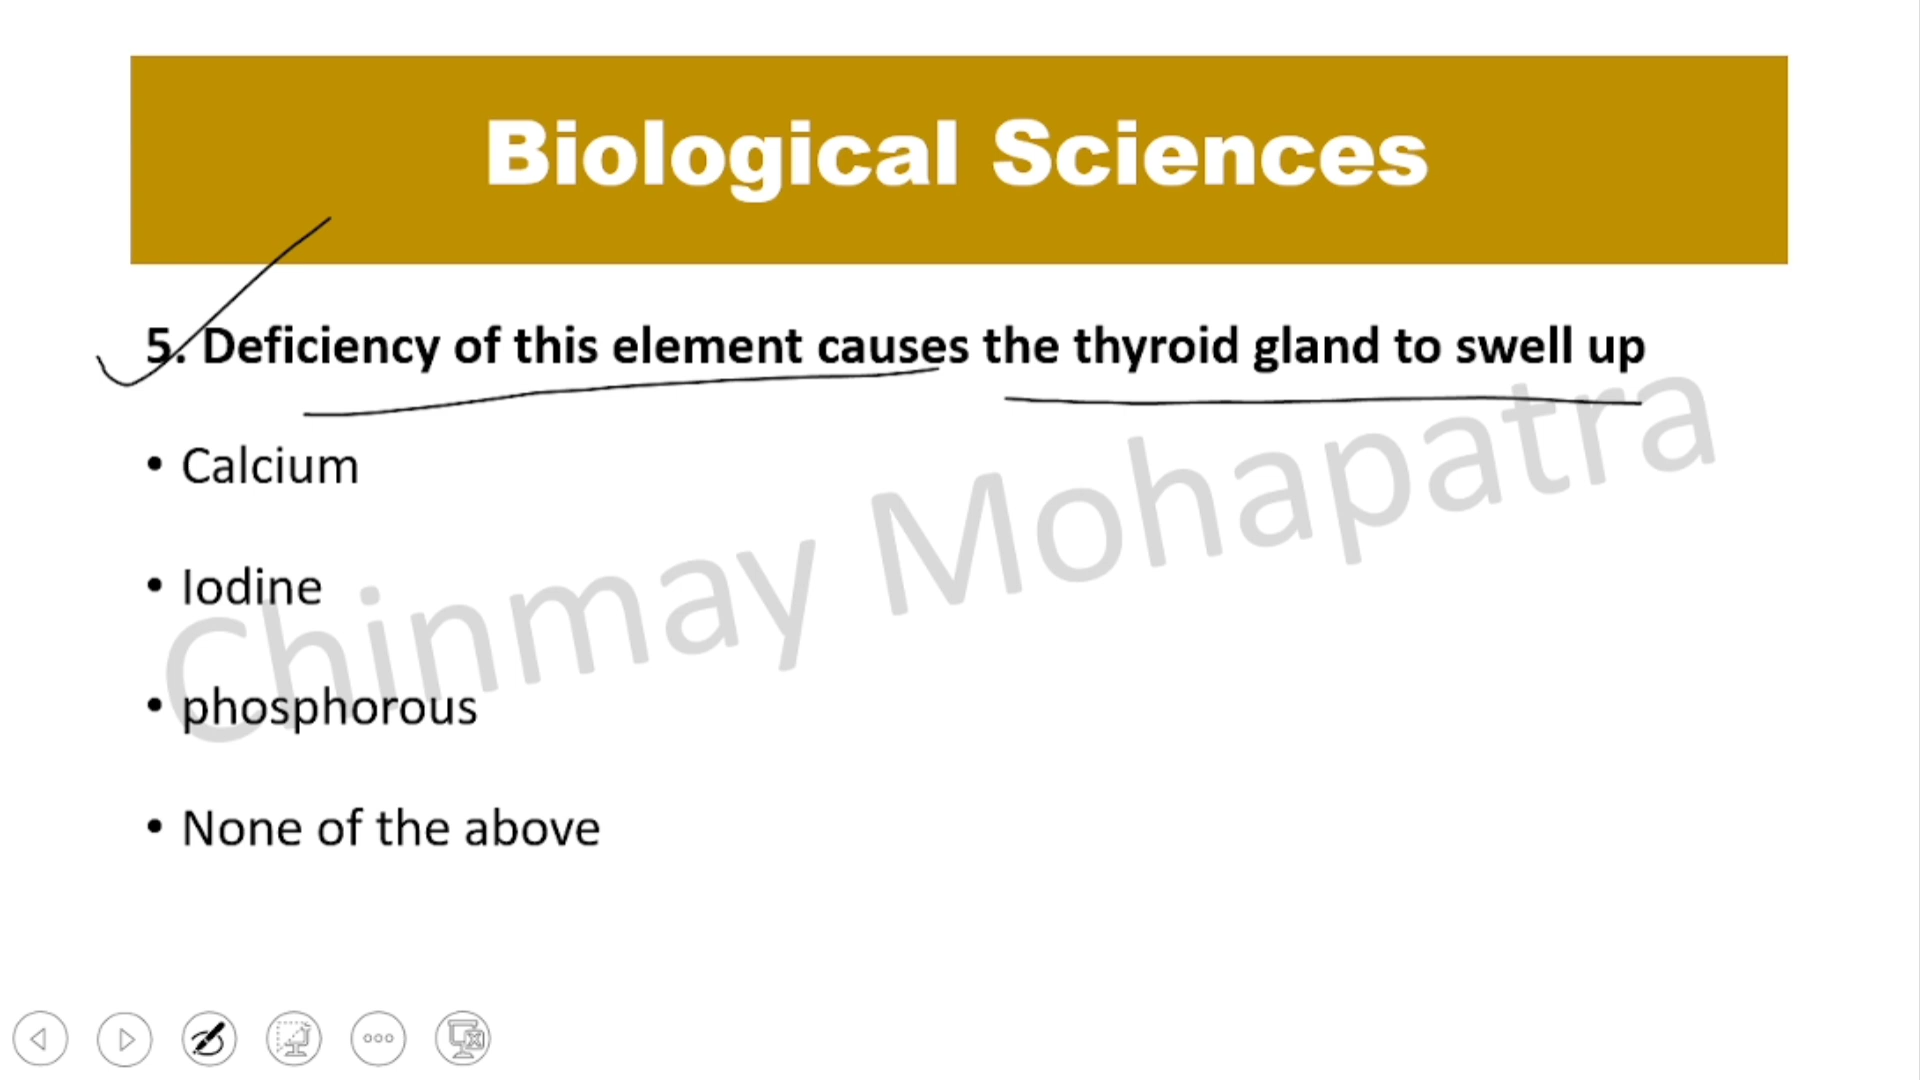 Biological Sciences
5. Deficiency of this element causes the thyroid gland to swell up
• Calcium
• Iodine
• phosphorous
• None of the above
Chinmay Mohapatra